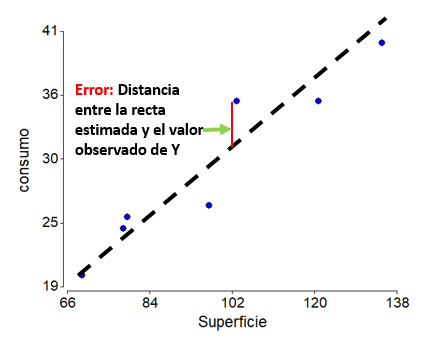 41
Error: Distancia
36
entre la recta
estimada y el valor
observado de Y
30
consumo
25
19
66 84 102 120 138
Superficie